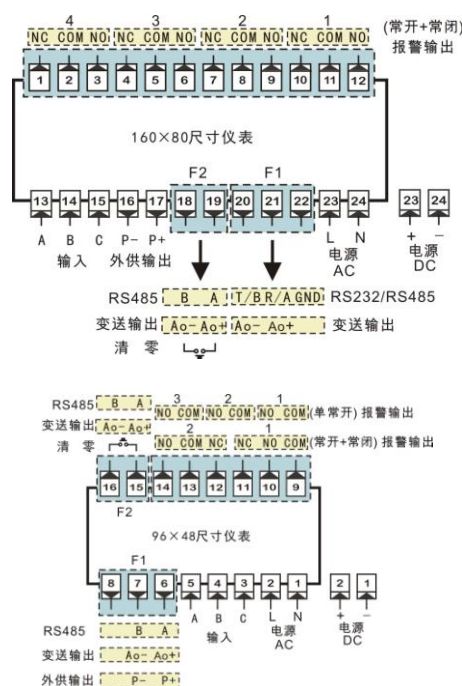 4 3 2 1
NC COM NO NC COM NO NC COM NO NC COM NO (常开+常闭)
报警输出
1 2 3 4 5 6 7 8 9 10 11 12
160×80尺寸仪表
F2 F1
13 14 15 16 17 18 19 20 21 22 23 24 23 24
A B C P- P+ L N + -
输入 外供输出 电源 AC 电源 DC
RS485 B A T/B R/A GND RS232/RS485
变送输出 Ao- Ao+ Ao- Ao+ 变送输出
清 零
RS485 B A 3 2 1
NO COM NO COM NO COM (单常开) 报警输出
变送输出 Ao- Ao+ 2 1
清 零 NO COM NC NC NO COM (常开+常闭) 报警输出
16 15 14 13 12 11 10 9
F2
96×48尺寸仪表
F1
8 7 6 5 4 3 2 1 2 1
A B C L N + -
输入 电源 AC 电源 DC
RS485 B A
变送输出 Ao- Ao+
外供输出 P- P+